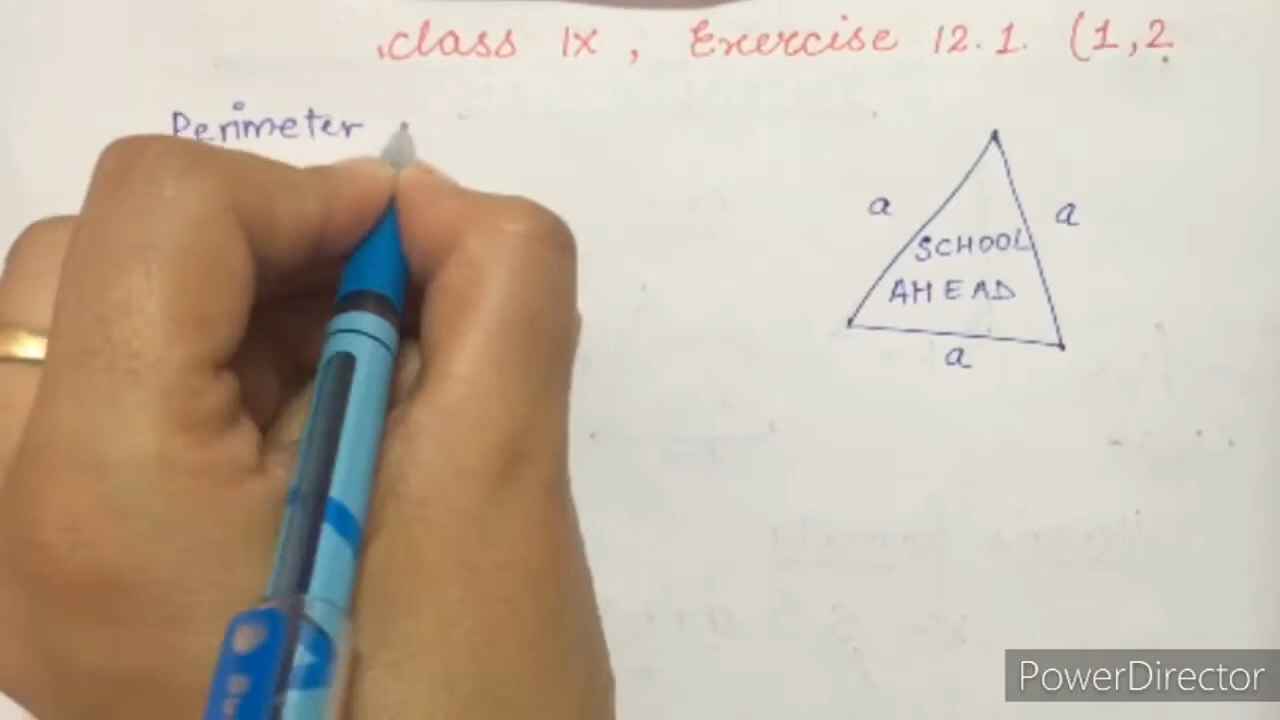 class IX, Exercise 12.1. (1,2
Perimeter
a
a
SCHOOL
AHEAD
a
PowerDirector